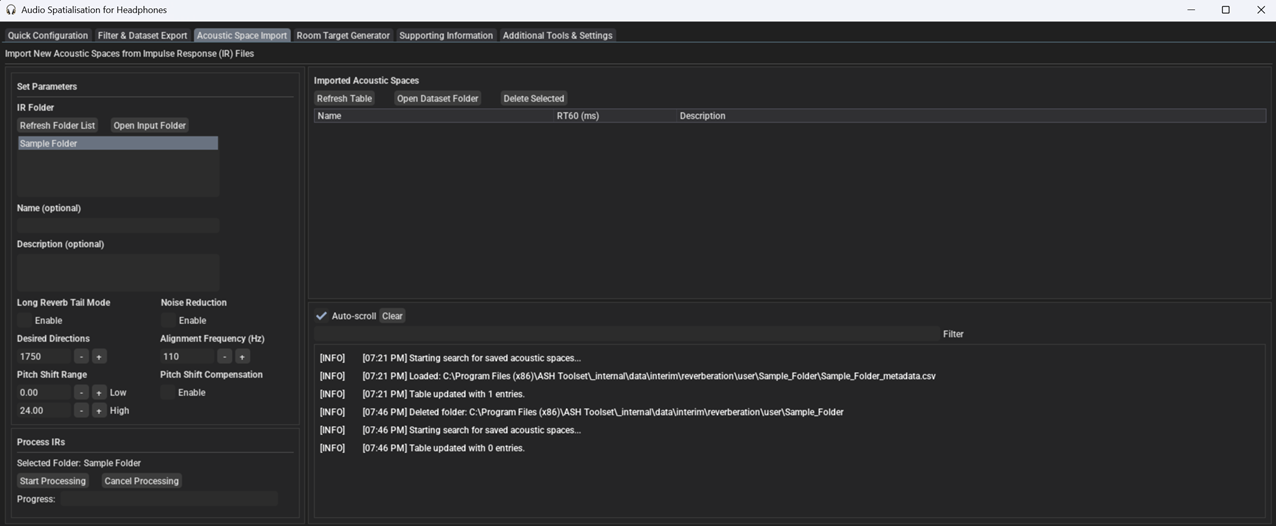 Audio Spatialisation for Headphones
Quick Configuration Filter & Dataset Export Acoustic Space Import Room Target Generator Supporting Information Additional Tools & Settings
Import New Acoustic Spaces from Impulse Response (IR) Files
Set Parameters
IR Folder
Refresh Folder List Open Input Folder
Sample Folder
Name (optional)
Description (optional)
Long Reverb Tail Mode Noise Reduction
Enable Enable
Desired Directions Alignment Frequency (Hz)
1750 - + 110 - +
Pitch Shift Range Pitch Shift Compensation
0.00 - + Low Enable
24.00 - + High
Process IRs
Selected Folder: Sample Folder
Start Processing Cancel Processing
Progress:
Imported Acoustic Spaces
Refresh Table Open Dataset Folder Delete Selected
Name RT60 (ms) Description
Auto-scroll Clear
Filter
[INFO] [07:21 PM] Starting search for saved acoustic spaces...
[INFO] [07:21 PM] Loaded: C:\Program Files (x86)\ASH Toolset\_internal\data\interim\reverberation\user\Sample_Folder\Sample_Folder_metadata.csv
[INFO] [07:21 PM] Table updated with 1 entries.
[INFO] [07:46 PM] Deleted folder: C:\Program Files (x86)\ASH Toolset\_internal\data\interim\reverberation\user\Sample_Folder
[INFO] [07:46 PM] Starting search for saved acoustic spaces...
[INFO] [07:46 PM] Table updated with 0 entries.